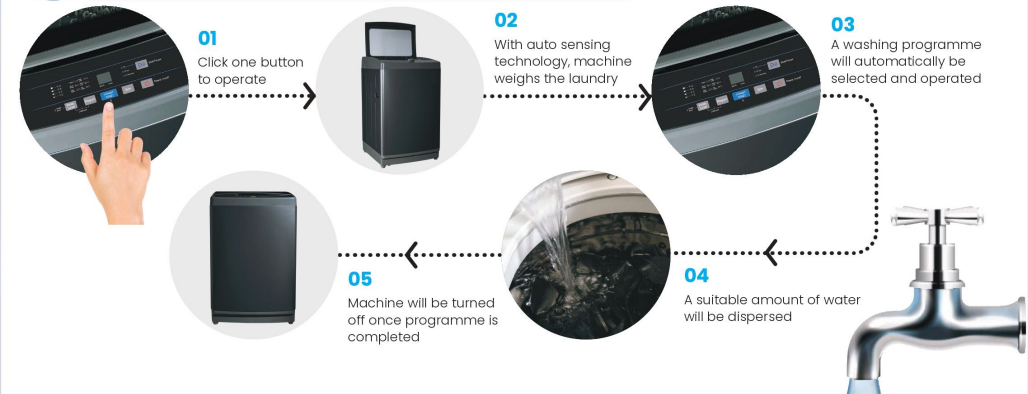 01
Click one button
to operate
02
With auto sensing
technology, machine
weighs the laundry
03
A washing programme
will automatically be
selected and operated
04
A suitable amount of water
will be dispersed
05
Machine will be turned
off once programme is
completed